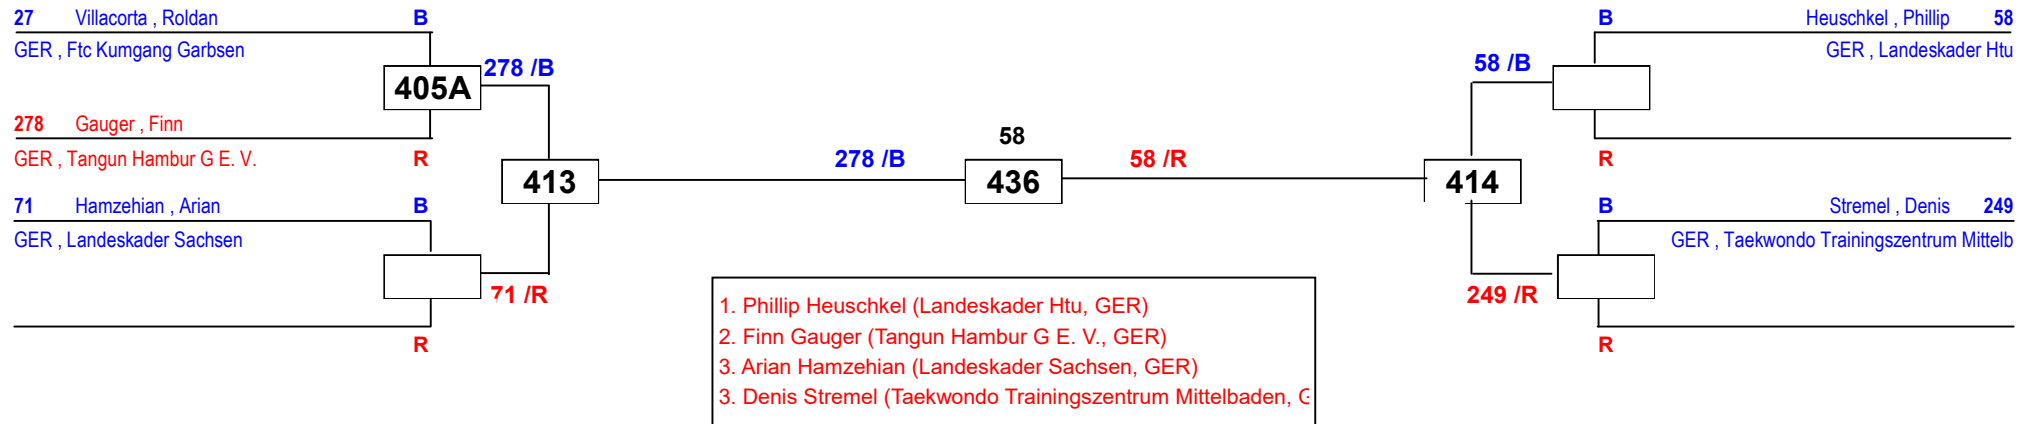 27 Villacorta , Roldan B
GER , Ftc Kumgang Garbsen
405A
278 /B
278 Gauger , Finn
GER , Tangun Hambur G E. V. R
413
71 Hamzehian , Arian B
GER , Landeskader Sachsen
71 /R
R
278 /B
58
436
58 /R
B Heuschkel , Phillip 58
GER , Landeskader Htu
58 /B
R
414
B Stremel , Denis 249
GER , Taekwondo Trainingszentrum Mittelb
249 /R
R
1. Phillip Heuschkel (Landeskader Htu, GER)
2. Finn Gauger (Tangun Hambur G E. V., GER)
3. Arian Hamzehian (Landeskader Sachsen, GER)
3. Denis Stremel (Taekwondo Trainingszentrum Mittelbaden, G